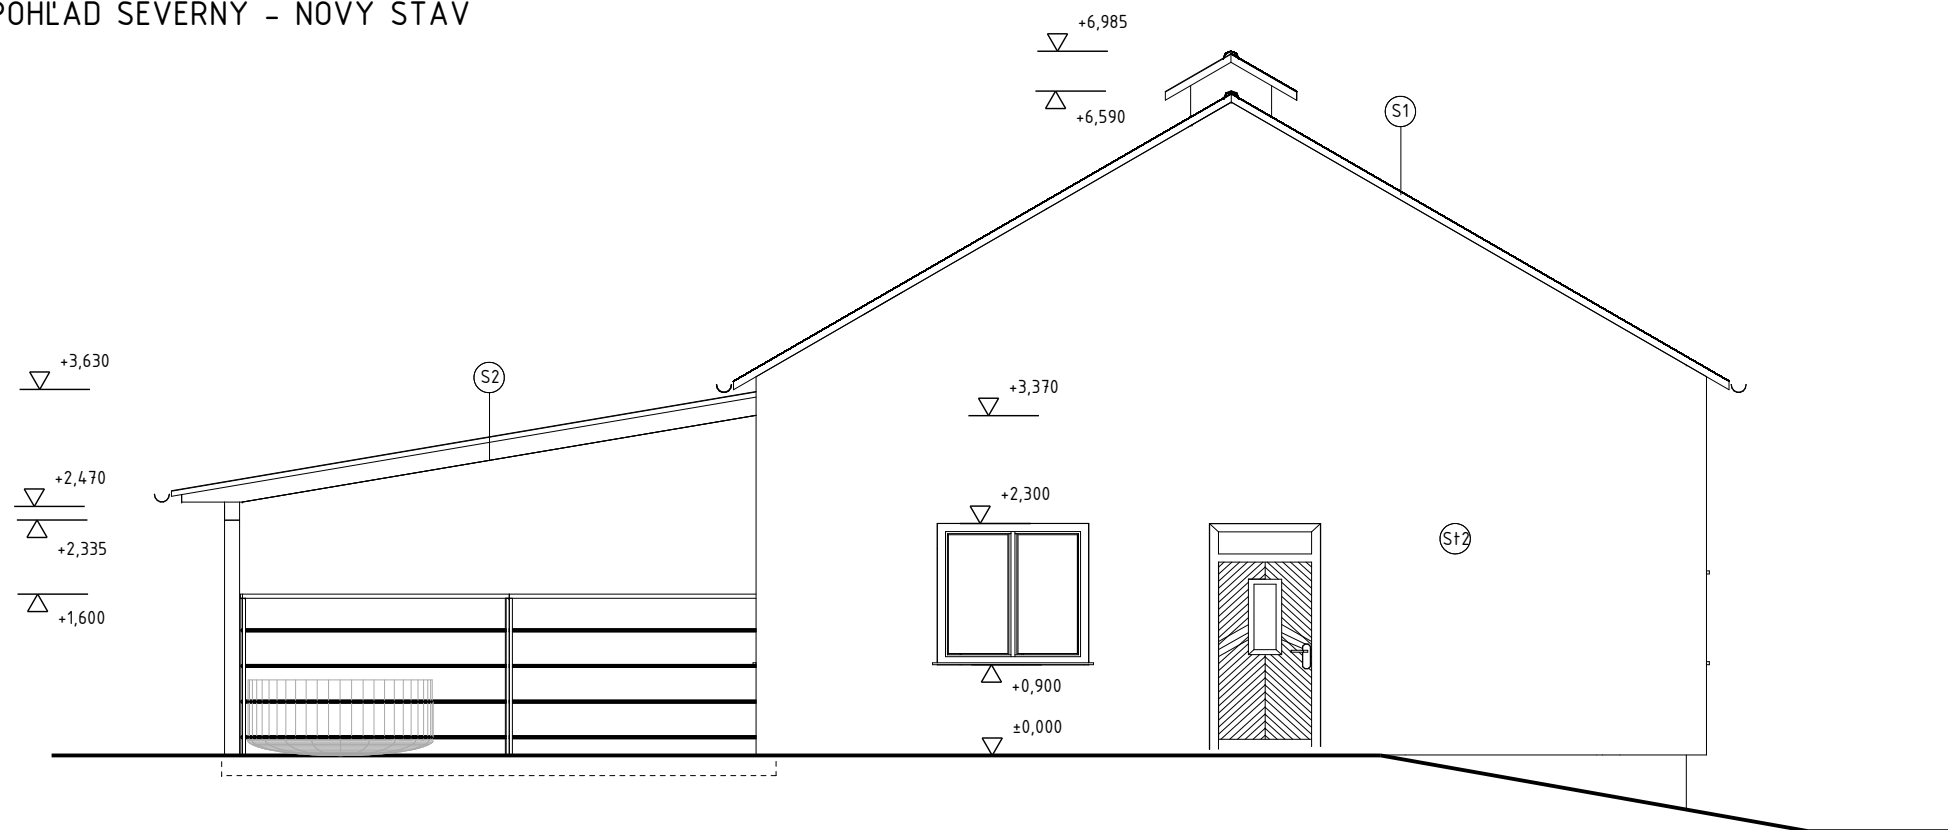 POHĽAD SEVERNÝ - NOVÝ STAV
+6,985
+6,590
S1
+3,630
S2
+3,370
+2,470
+2,300
+2,335
St2
+1,600
+0,900
±0,000